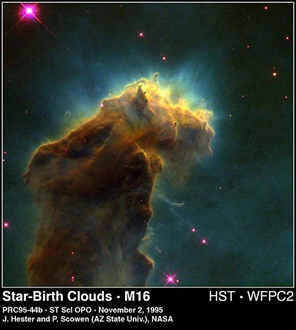 Star-Birth Clouds · M16 HST · WFPC2
PRC95-44b · ST ScI OPO · November 2, 1995
J. Hester and P. Scowen (AZ State Univ.), NASA